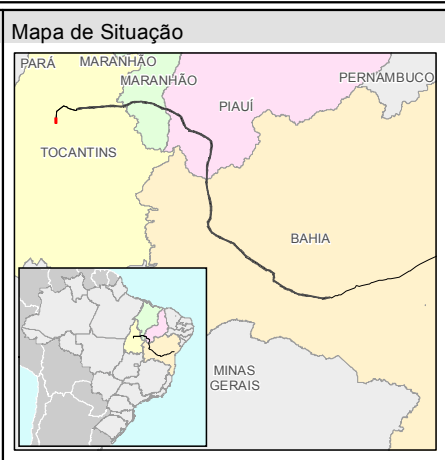 Mapa de Situação
PARÁ
MARANHÃO
MARANHÃO
PERNAMBUCO
PIAUÍ
TOCANTINS
BAHIA
MINAS
GERAIS